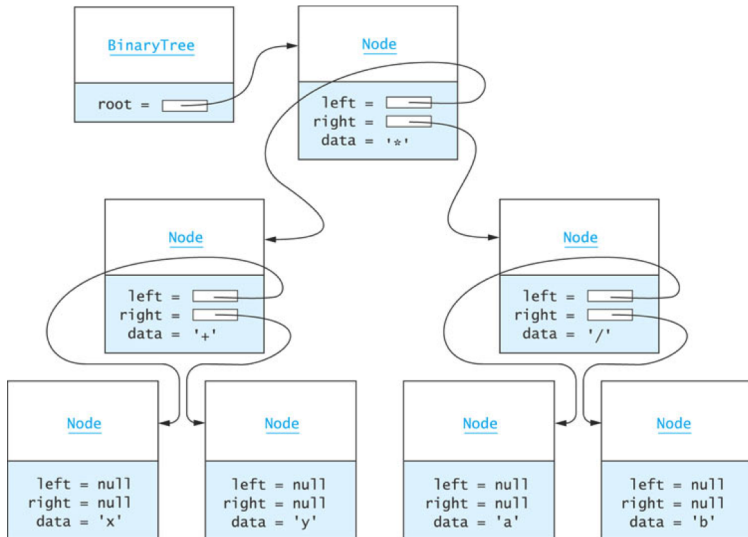 BinaryTree
root =
Node
left =
right =
data = '*'
Node
left =
right =
data = '+'
Node
left =
right =
data = '/'
Node
left = null
right = null
data = 'x'
Node
left = null
right = null
data = 'y'
Node
left = null
right = null
data = 'a'
Node
left = null
right = null
data = 'b'